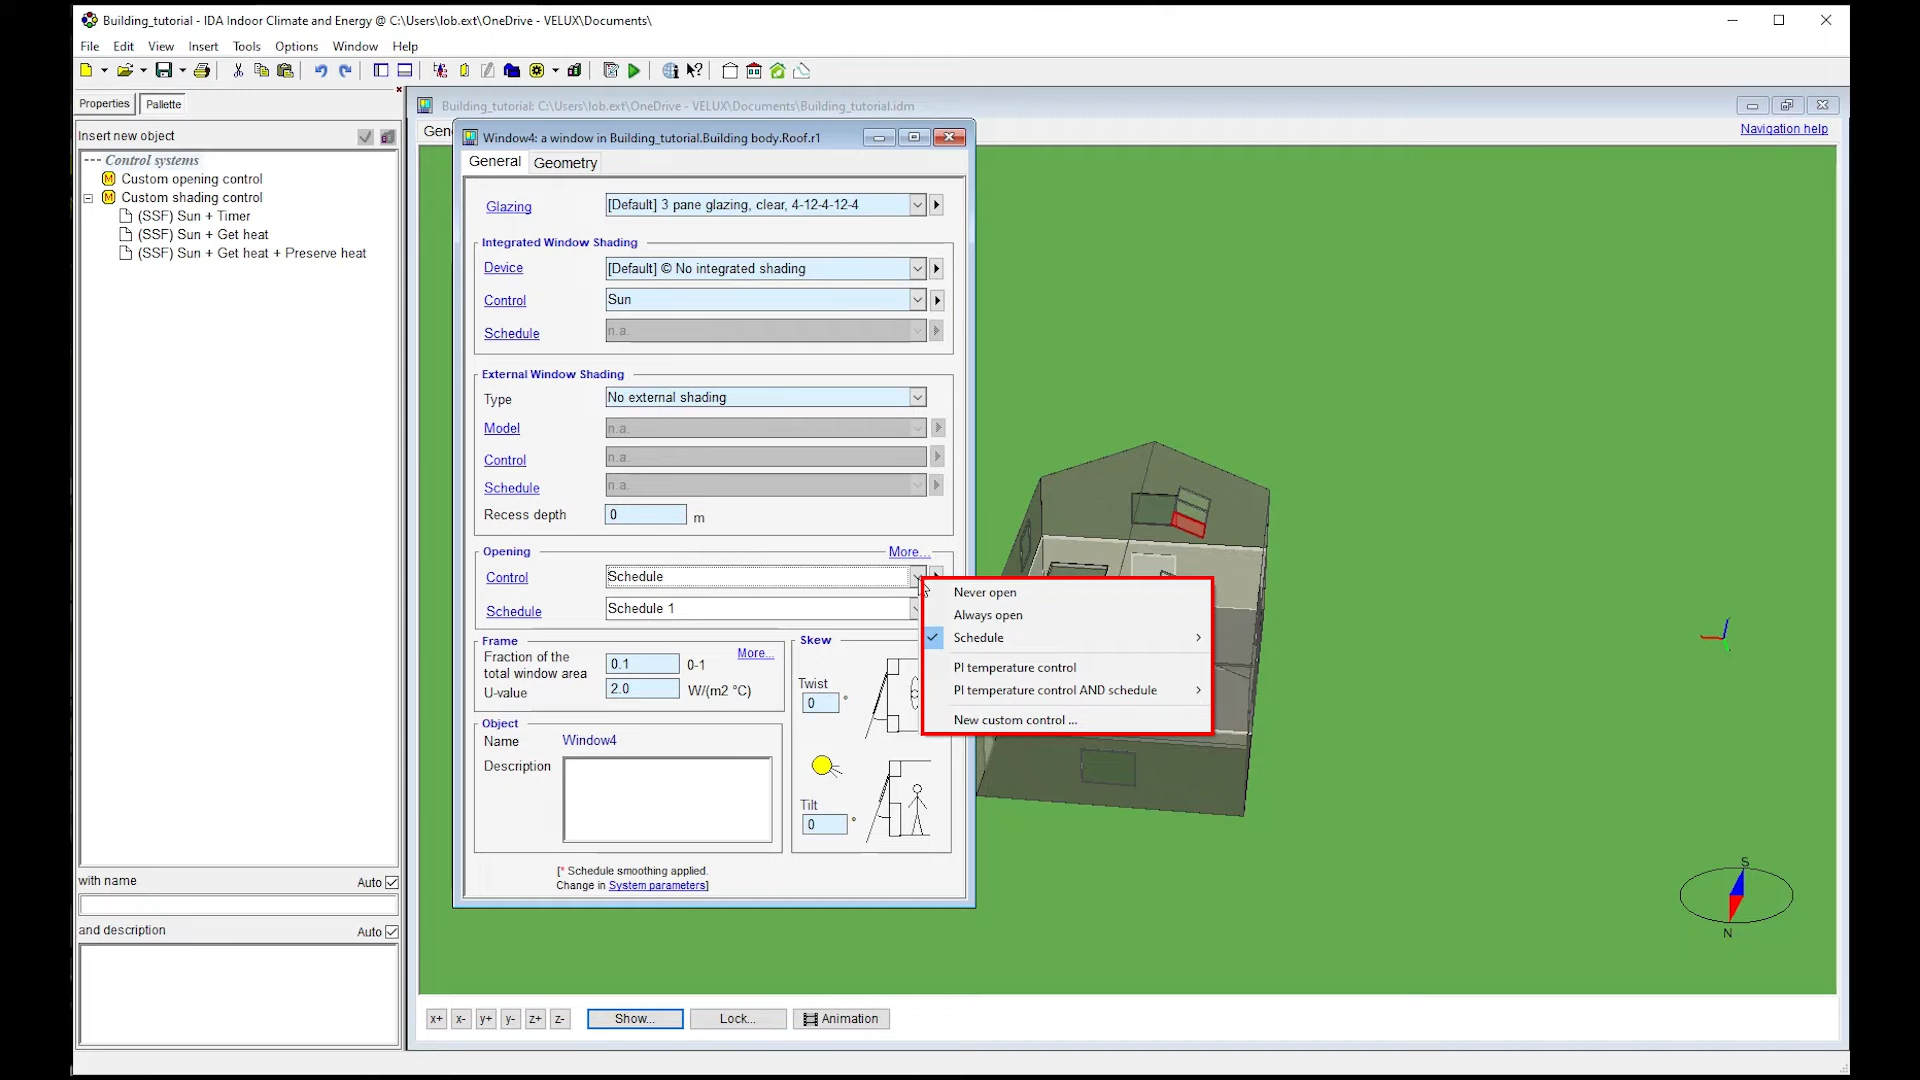 Building_tutorial - IDA Indoor Climate and Energy @ C:\Users\lob.ext\OneDrive - VELUX\Documents\
File Edit View Insert Tools Options Window Help
Properties Pallette
Insert new object
--- Control systems
Custom opening control
Custom shading control
(SSF) Sun + Timer
(SSF) Sun + Get heat
(SSF) Sun + Get heat + Preserve heat
with name Auto
and description Auto
Building_tutorial: C:\Users\lob.ext\OneDrive - VELUX\Documents\Building_tutorial.idm
Gen
Navigation help
Window4: a window in Building_tutorial.Building body.Roof.r1
General Geometry
Glazing [Default] 3 pane glazing, clear, 4-12-4-12-4
Integrated Window Shading
Device [Default] © No integrated shading
Control Sun
Schedule n.a.
External Window Shading
Type No external shading
Model n.a.
Control n.a.
Schedule n.a.
Recess depth 0 m
Opening More...
Control Schedule
Schedule Schedule 1
Never open
Always open
Schedule
PI temperature control
PI temperature control AND schedule
New custom control ...
Frame
Fraction of the
total window area 0.1 0-1 More...
U-value 2.0 W/(m2 °C)
Skew
Twist
0 °
Tilt
0 °
Object
Name Window4
Description
[* Schedule smoothing applied.
Change in System parameters]
S
N
x+ x- y+ y- z+ z- Show... Lock... Animation